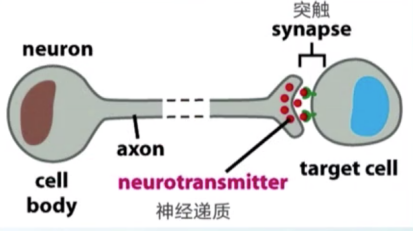 突触
synapse
neuron
axon
target cell
cell
body
neurotransmitter
神经递质